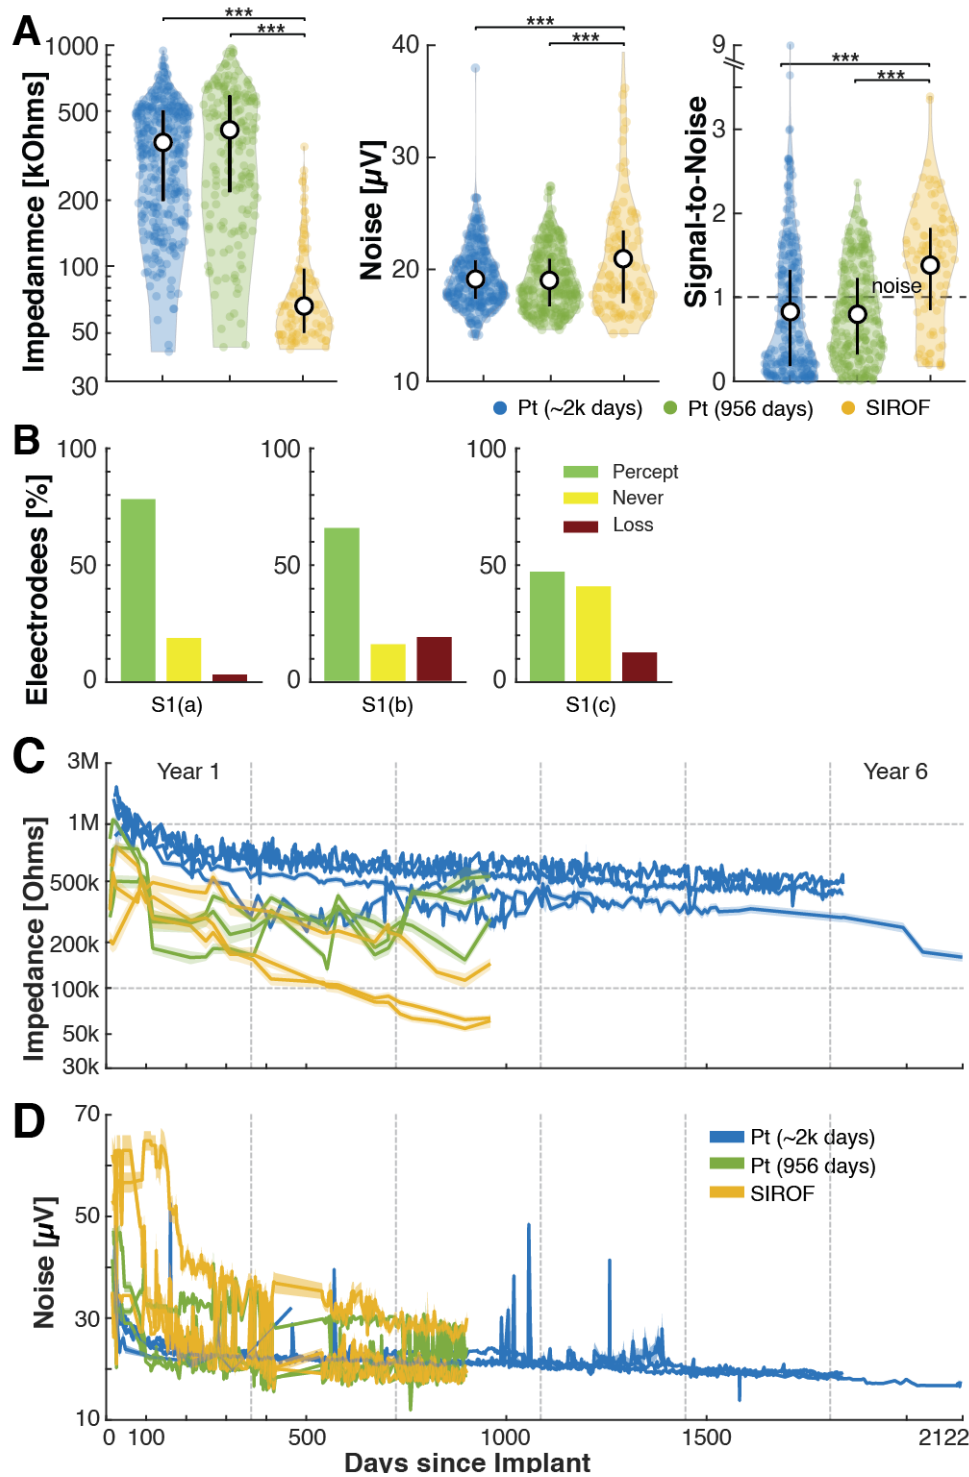 A
***
***
1000
500
200
100
50
30
Impedanmce [kOhms]
***
***
40
30
20
10
Noise [µV]
***
***
9
3
2
1
0
Signal-to-Noise
noise
Pt (~2k days)
Pt (956 days)
SIROF
B
Eleectrodees [%]
100
50
0
S1(a)
100
50
0
S1(b)
100
50
0
S1(c)
Percept
Never
Loss
C
Impedance [Ohms]
3M
1M
500k
200k
100k
50k
30k
Year 1
Year 6
D
Noise [µV]
70
50
30
10
Pt (~2k days)
Pt (956 days)
SIROF
0 100 500 1000 1500 2122
Days since Implant